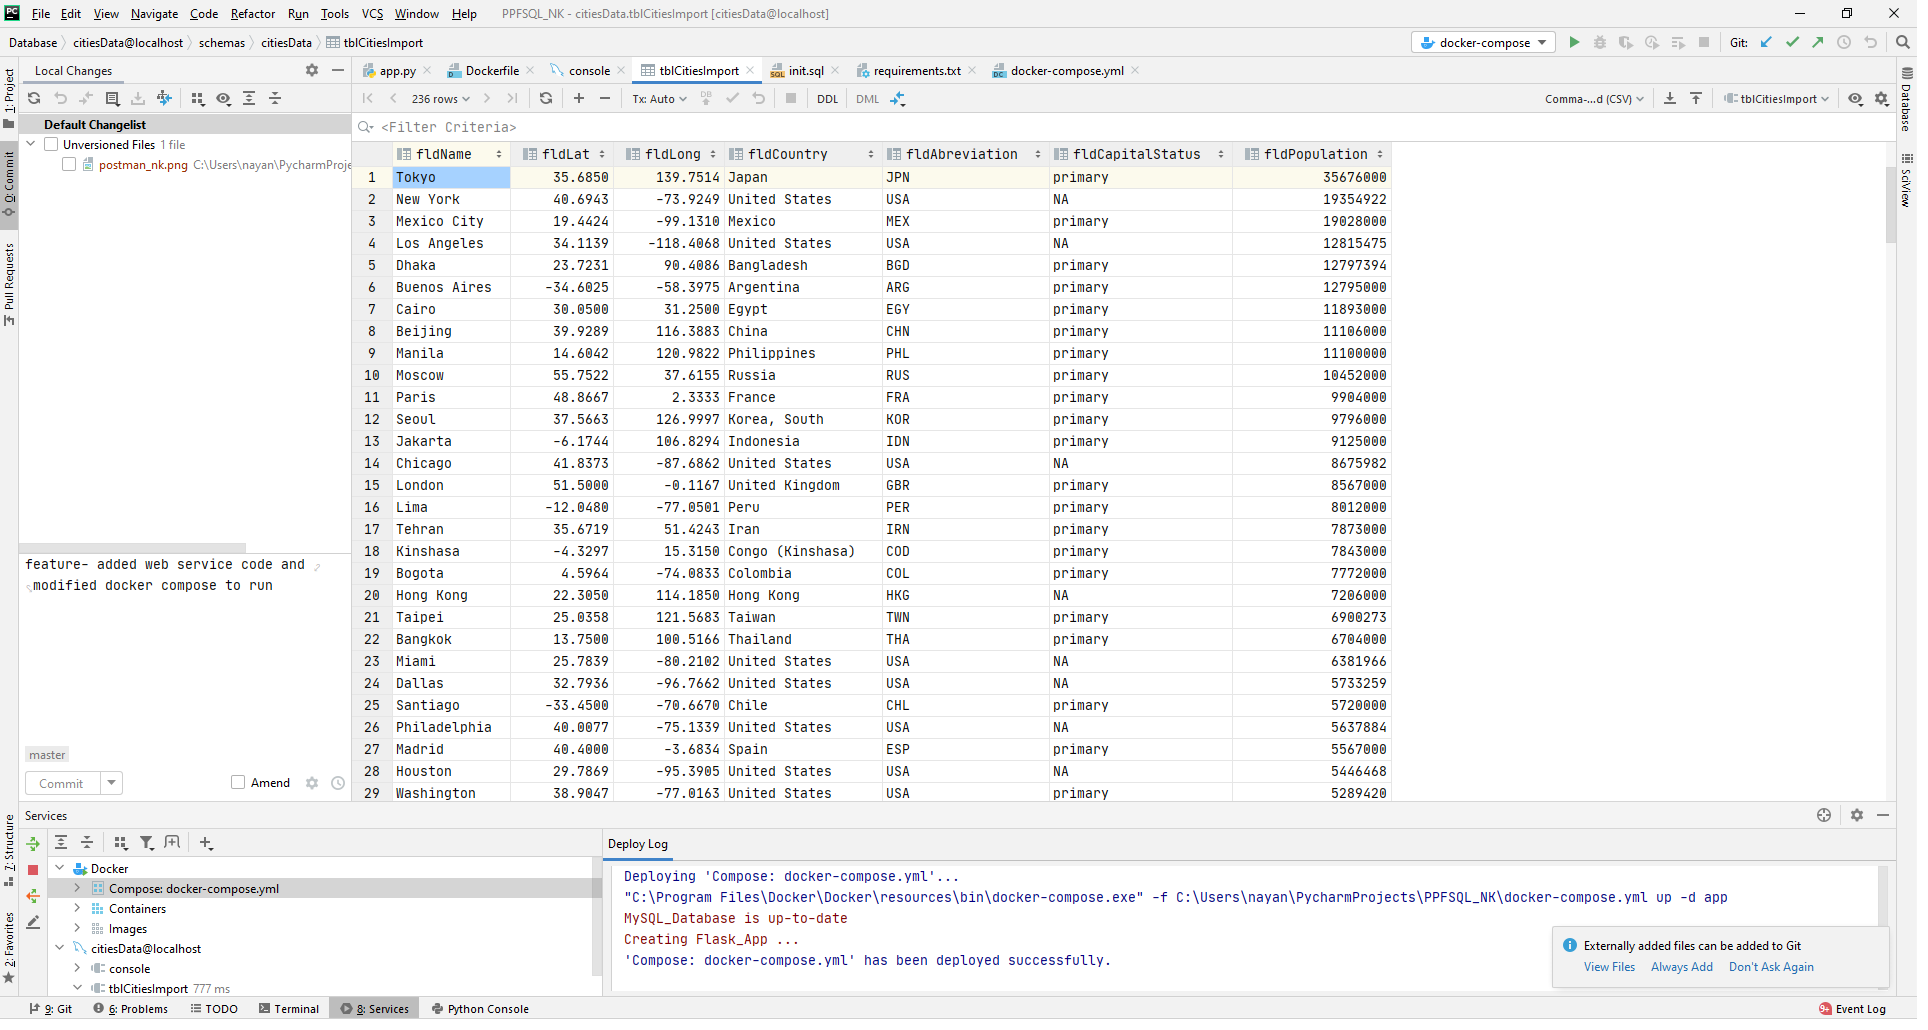 PC File Edit View Navigate Code Refactor Run Tools VCS Window Help PPFSQL_NK - citiesData.tblCitiesImport [citiesData@localhost]
Database citiesData@localhost schemas citiesData tblCitiesImport docker-compose Git:
1: Project
0: Commit
Pull Requests
7: Structure
2: Favorites
Local Changes
Default Changelist
Unversioned Files 1 file
postman_nk.png C:\Users\nayan\PycharmProje
feature- added web service code and
modified docker compose to run
master
Commit Amend
app.py Dockerfile console tblCitiesImport init.sql requirements.txt docker-compose.yml
236 rows Tx: Auto DB DDL DML Comma-...d (CSV) tblCitiesImport
<Filter Criteria>
fldName fldLat fldLong fldCountry fldAbreviation fldCapitalStatus fldPopulation
1 Tokyo 35.6850 139.7514 Japan JPN primary 35676000
2 New York 40.6943 -73.9249 United States USA NA 19354922
3 Mexico City 19.4424 -99.1310 Mexico MEX primary 19028000
4 Los Angeles 34.1139 -118.4068 United States USA NA 12815475
5 Dhaka 23.7231 90.4086 Bangladesh BGD primary 12797394
6 Buenos Aires -34.6025 -58.3975 Argentina ARG primary 12795000
7 Cairo 30.0500 31.2500 Egypt EGY primary 11893000
8 Beijing 39.9289 116.3883 China CHN primary 11106000
9 Manila 14.6042 120.9822 Philippines PHL primary 11100000
10 Moscow 55.7522 37.6155 Russia RUS primary 10452000
11 Paris 48.8667 2.3333 France FRA primary 9904000
12 Seoul 37.5663 126.9997 Korea, South KOR primary 9796000
13 Jakarta -6.1744 106.8294 Indonesia IDN primary 9125000
14 Chicago 41.8373 -87.6862 United States USA NA 8675982
15 London 51.5000 -0.1167 United Kingdom GBR primary 8567000
16 Lima -12.0480 -77.0501 Peru PER primary 8012000
17 Tehran 35.6719 51.4243 Iran IRN primary 7873000
18 Kinshasa -4.3297 15.3150 Congo (Kinshasa) COD primary 7843000
19 Bogota 4.5964 -74.0833 Colombia COL primary 7772000
20 Hong Kong 22.3050 114.1850 Hong Kong HKG NA 7206000
21 Taipei 25.0358 121.5683 Taiwan TWN primary 6900273
22 Bangkok 13.7500 100.5166 Thailand THA primary 6704000
23 Miami 25.7839 -80.2102 United States USA NA 6381966
24 Dallas 32.7936 -96.7662 United States USA NA 5733259
25 Santiago -33.4500 -70.6670 Chile CHL primary 5720000
26 Philadelphia 40.0077 -75.1339 United States USA NA 5637884
27 Madrid 40.4000 -3.6834 Spain ESP primary 5567000
28 Houston 29.7869 -95.3905 United States USA NA 5446468
29 Washington 38.9047 -77.0163 United States USA primary 5289420
Database
SciView
Services
Docker
Compose: docker-compose.yml
Containers
Images
citiesData@localhost
console
tblCitiesImport 777 ms
Deploy Log
Deploying 'Compose: docker-compose.yml'...
"C:\Program Files\Docker\Docker\resources\bin\docker-compose.exe" -f C:\Users\nayan\PycharmProjects\PPFSQL_NK\docker-compose.yml up -d app
MySQL_Database is up-to-date
Creating Flask_App ...
'Compose: docker-compose.yml' has been deployed successfully.
Externally added files can be added to Git
View Files Always Add Don't Ask Again
9: Git 6: Problems TODO Terminal 8: Services Python Console 9+ Event Log